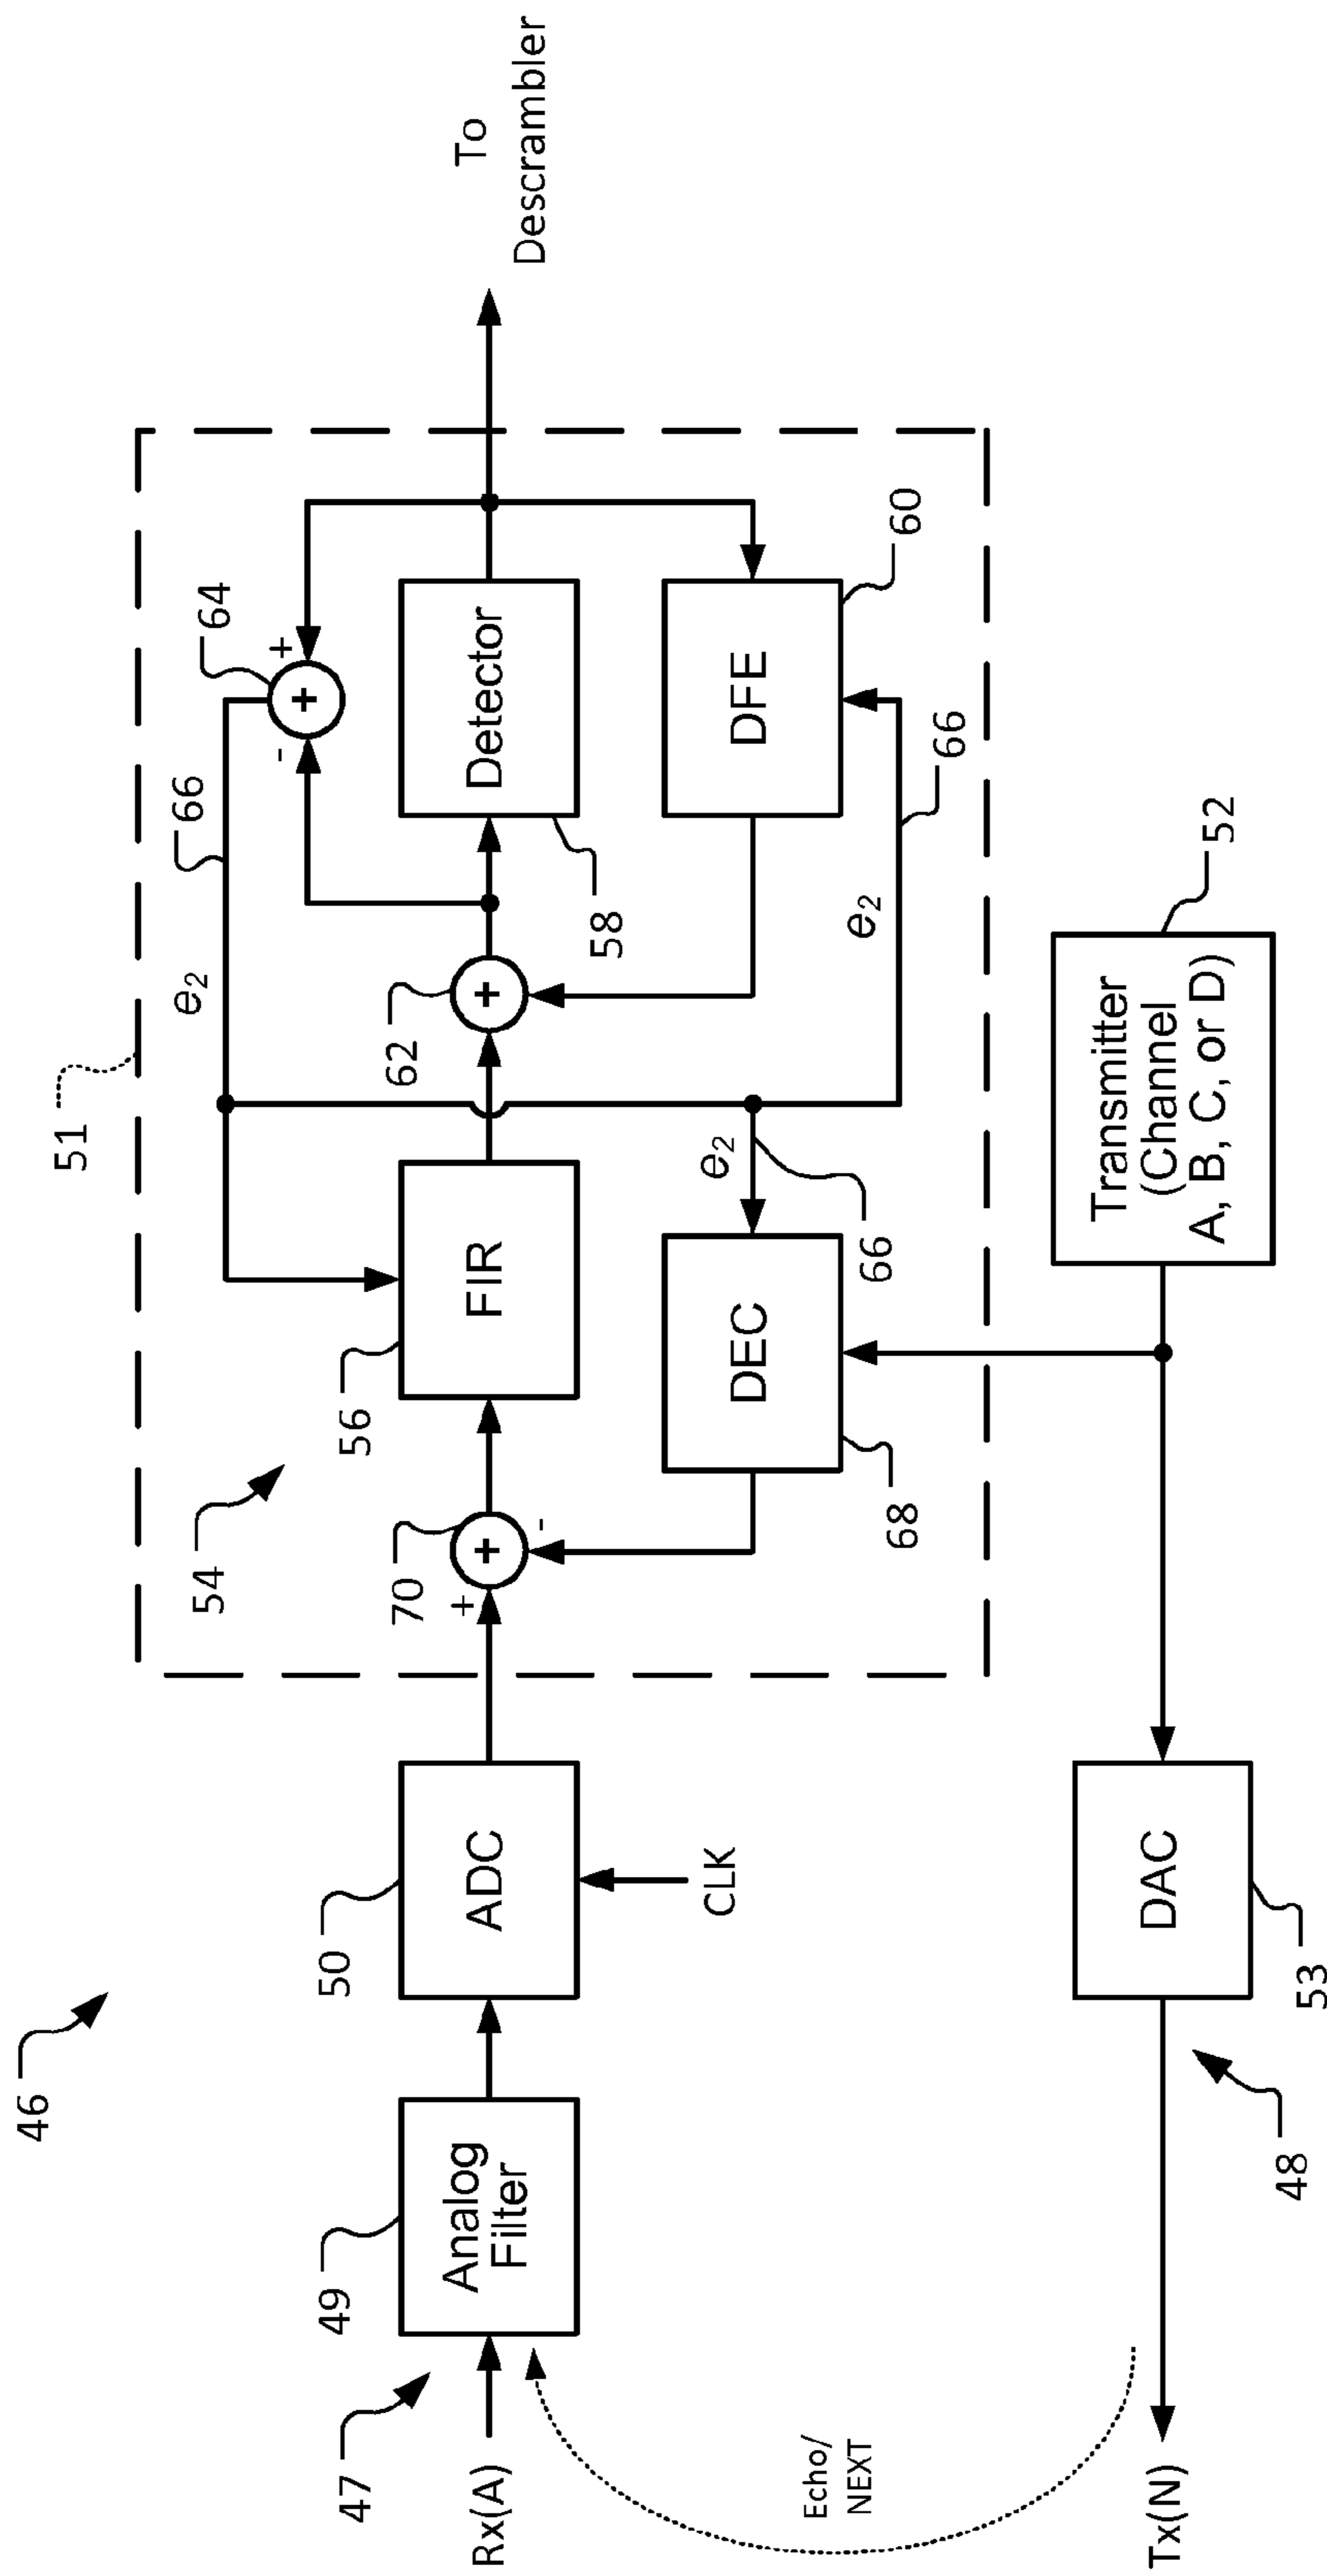 46
47
Rx(A)
49
Analog
Filter
50
ADC
CLK
51
54
70
+
+
-
56
FIR
DEC
68
e₂
66
62
+
e₂
66
64
+
+
-
Detector
58
DFE
60
e₂
66
To
Descrambler
Echo/
NEXT
Tx(N)
48
DAC
53
Transmitter
(Channel
A, B, C, or D)
52